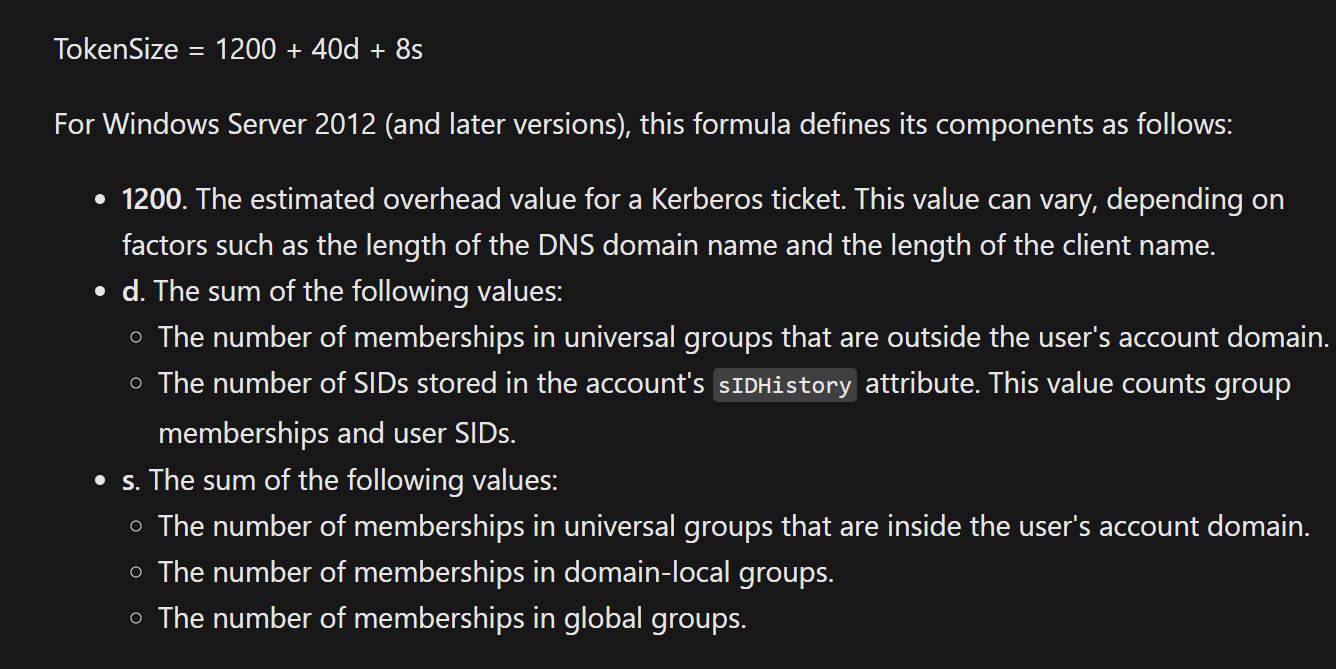 TokenSize = 1200 + 40d + 8s
For Windows Server 2012 (and later versions), this formula defines its components as follows:
• 1200. The estimated overhead value for a Kerberos ticket. This value can vary, depending on
factors such as the length of the DNS domain name and the length of the client name.
• d. The sum of the following values:
○ The number of memberships in universal groups that are outside the user's account domain.
○ The number of SIDs stored in the account's sIDHistory attribute. This value counts group
memberships and user SIDs.
• s. The sum of the following values:
○ The number of memberships in universal groups that are inside the user's account domain.
○ The number of memberships in domain-local groups.
○ The number of memberships in global groups.